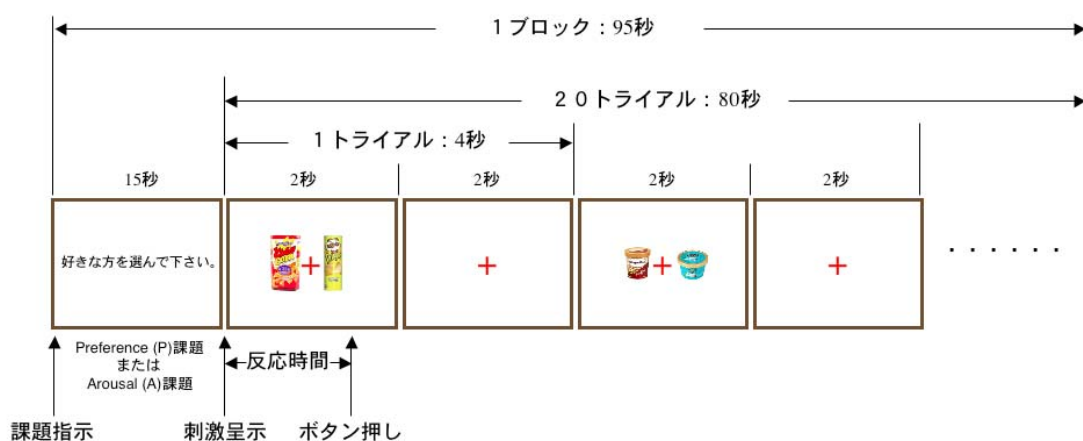 1ブロック：95秒
20トライアル：80秒
1トライアル：4秒
15秒
2秒
2秒
2秒
2秒
好きな方を選んで下さい。
・・・・・・
Preference (P)課題
または
Arousal (A)課題
反応時間
課題指示
刺激呈示
ボタン押し